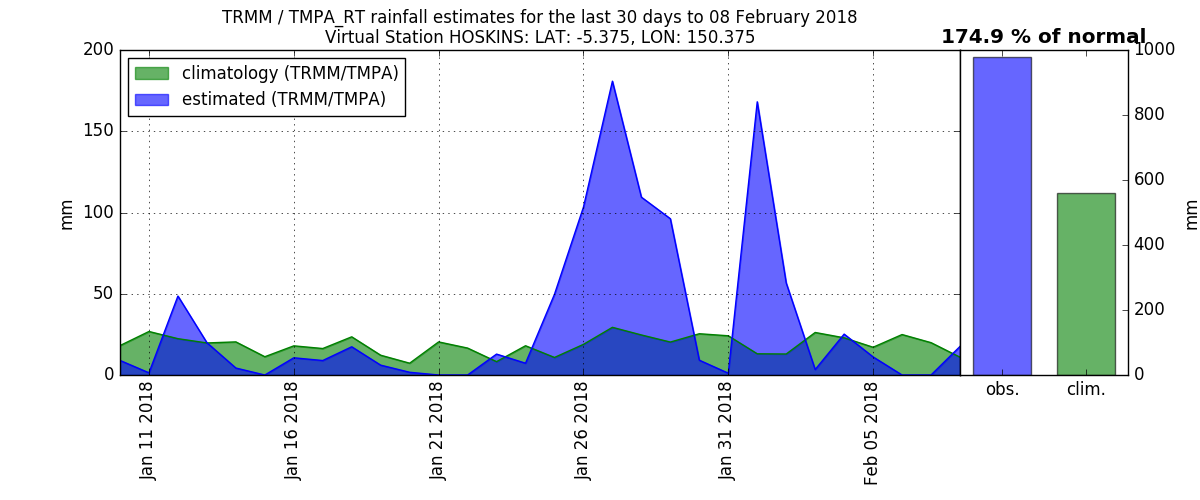 TRMM / TMPA_RT rainfall estimates for the last 30 days to 08 February 2018
Virtual Station HOSKINS: LAT: -5.375, LON: 150.375
174.9 % of normal
climatology (TRMM/TMPA)
estimated (TRMM/TMPA)
mm
200
150
100
50
0
Jan 11 2018
Jan 16 2018
Jan 21 2018
Jan 26 2018
Jan 31 2018
Feb 05 2018
obs.
clim.
1000
800
600
400
200
0
mm